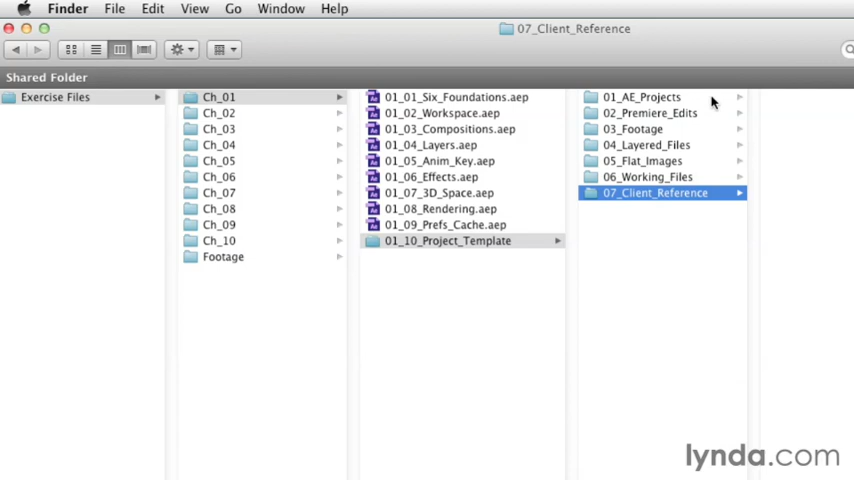 Finder File Edit View Go Window Help
07_Client_Reference
Shared Folder
Exercise Files
Ch_01
Ch_02
Ch_03
Ch_04
Ch_05
Ch_06
Ch_07
Ch_08
Ch_09
Ch_10
Footage
01_01_Six_Foundations.aep
01_02_Workspace.aep
01_03_Compositions.aep
01_04_Layers.aep
01_05_Anim_Key.aep
01_06_Effects.aep
01_07_3D_Space.aep
01_08_Rendering.aep
01_09_Prefs_Cache.aep
01_10_Project_Template
01_AE_Projects
02_Premiere_Edits
03_Footage
04_Layered_Files
05_Flat_Images
06_Working_Files
07_Client_Reference
lynda.com